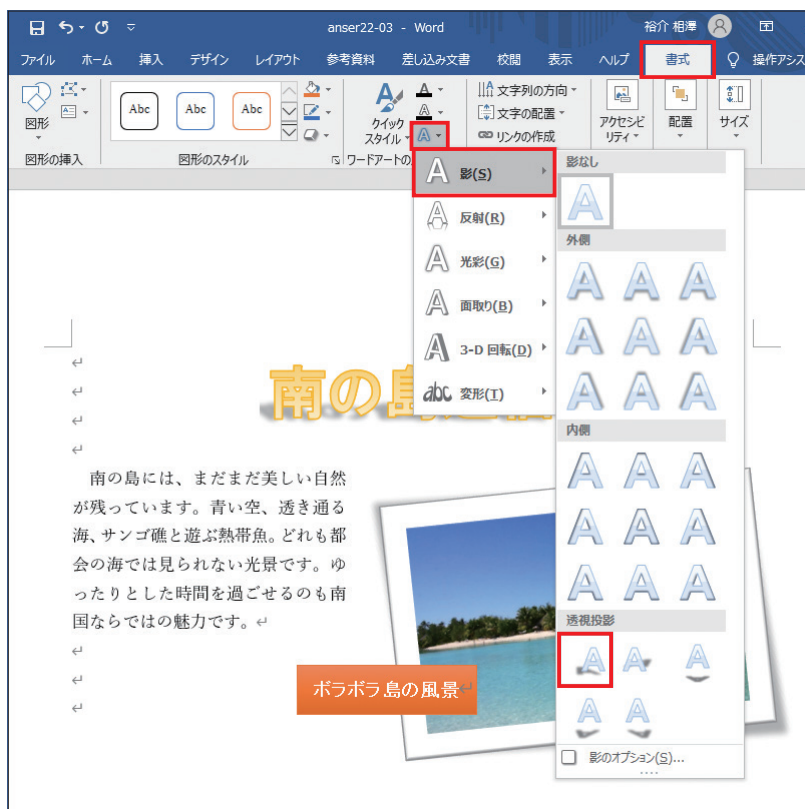 anser22-03 - Word
裕介 相澤
ファイル ホーム 挿入 デザイン レイアウト 参考資料 差し込み文書 校閲 表示 ヘルプ 書式 操作アシス
図形
Abc Abc Abc
クイック
スタイル
文字列の方向
文字の配置
リンクの作成
アクセシビ
リティ
配置
サイズ
図形の挿入 図形のスタイル ワードアートの
影(S)
反射(R)
光彩(G)
面取り(B)
3-D 回転(D)
abc 変形(T)
影なし
外側
内側
透視投影
影のオプション(S)...
南の島
南の島には、まだまだ美しい自然
が残っています。青い空、透き通る
海、サンゴ礁と遊ぶ熱帯魚。どれも都
会の海では見られない光景です。ゆ
ったりとした時間を過ごせるのも南
国ならではの魅力です。
ボラボラ島の風景